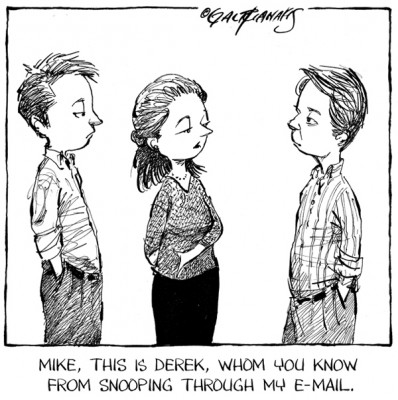 MIKE, THIS IS DEREK, WHOM YOU KNOW
FROM SNOOPING THROUGH MY E-MAIL.